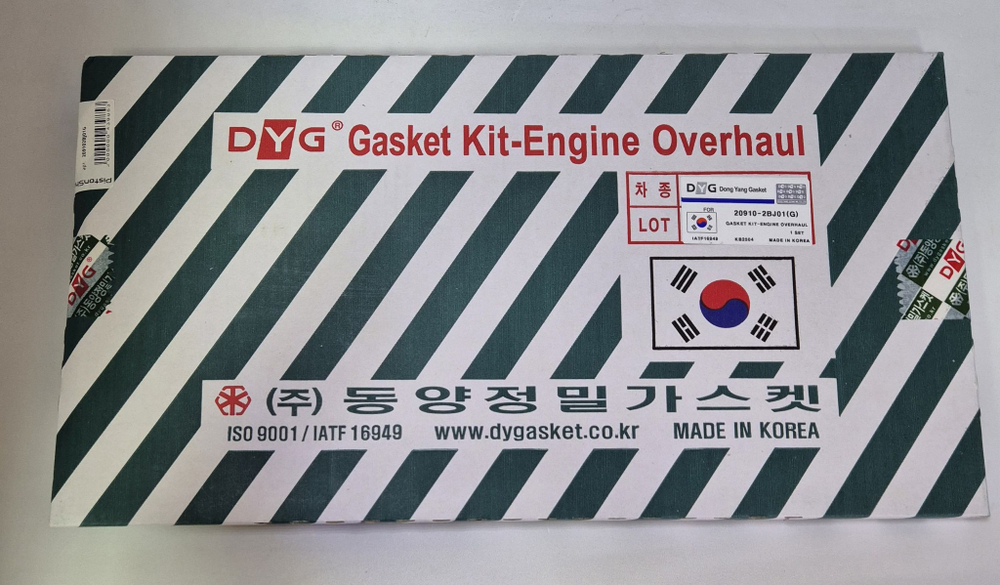 DYG® Gasket Kit-Engine Overhaul
차 종
LOT
DYG Dong Yang Gasket
FOR
20910-2BJ01(G)
GASKET KIT-ENGINE OVERHAUL
1 SET
IATF16949
MADE IN KOREA
(주) 동양정밀가스켓
ISO 9001 / IATF 16949 www.dygasket.co.kr MADE IN KOREA
DYG
DYG